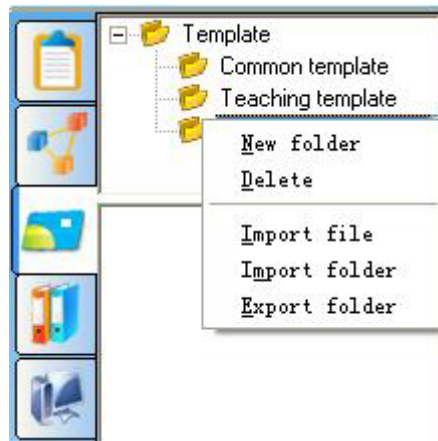 Template
Common template
Teaching template
New folder
Delete
Import file
Import folder
Export folder